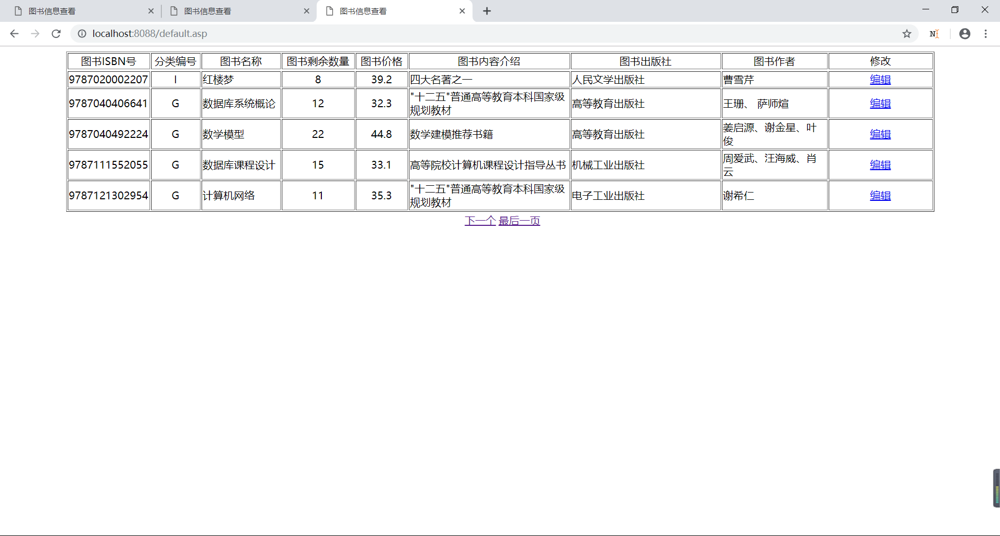 图书信息查看 图书信息查看 图书信息查看
localhost:8088/default.asp
图书ISBN号 分类编号 图书名称 图书剩余数量 图书价格 图书内容介绍 图书出版社 图书作者 修改
9787020002207 I 红楼梦 8 39.2 四大名著之一 人民文学出版社 曹雪芹 编辑
9787040406641 G 数据库系统概论 12 32.3 "十二五"普通高等教育本科国家级
规划教材 高等教育出版社 王珊、 萨师煊 编辑
9787040492224 G 数学模型 22 44.8 数学建模推荐书籍 高等教育出版社 姜启源、谢金星、叶
俊 编辑
9787111552055 G 数据库课程设计 15 33.1 高等院校计算机课程设计指导丛书 机械工业出版社 周爱武、汪海威、肖
云 编辑
9787121302954 G 计算机网络 11 35.3 "十二五"普通高等教育本科国家级
规划教材 电子工业出版社 谢希仁 编辑
下一个 最后一页